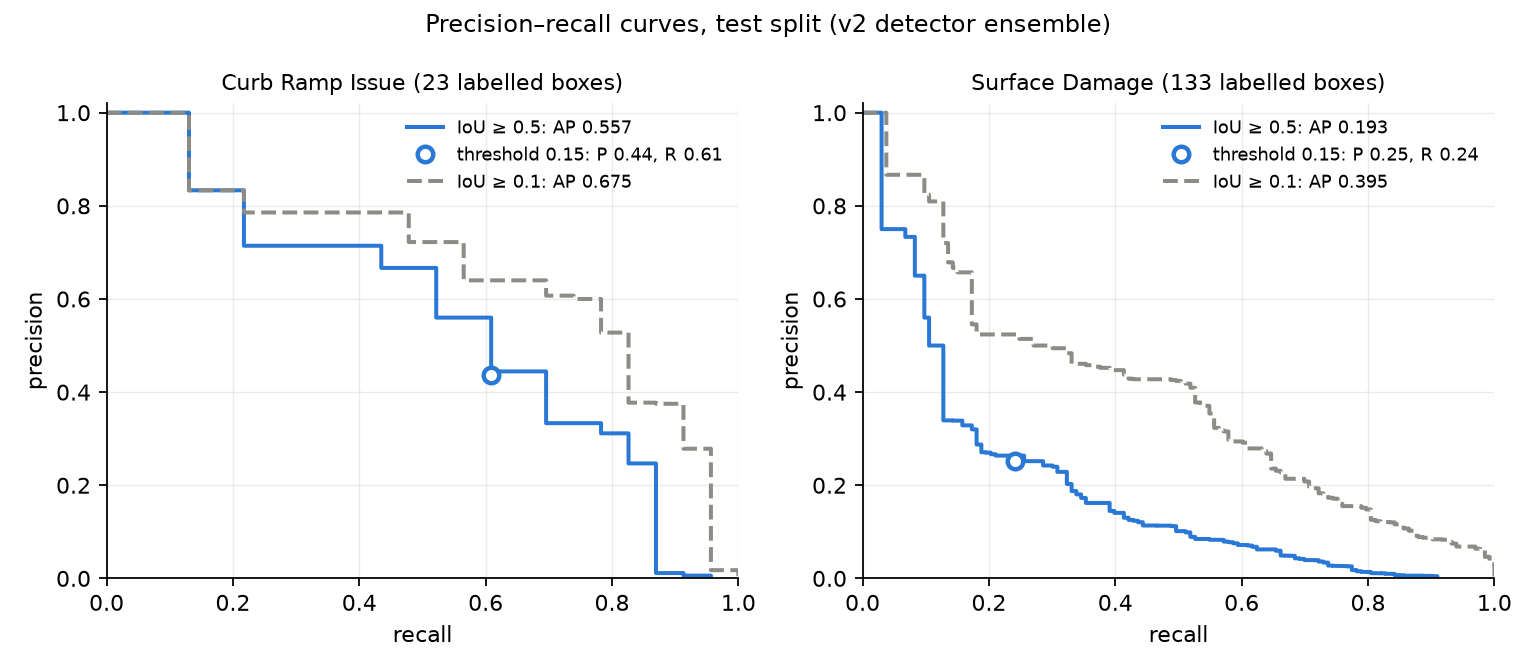 Precision–recall curves, test split (v2 detector ensemble)
Curb Ramp Issue (23 labelled boxes)
IoU ≥ 0.5: AP 0.557
threshold 0.15: P 0.44, R 0.61
IoU ≥ 0.1: AP 0.675
precision
1.0
0.8
0.6
0.4
0.2
0.0
0.0 0.2 0.4 0.6 0.8 1.0
recall
Surface Damage (133 labelled boxes)
IoU ≥ 0.5: AP 0.193
threshold 0.15: P 0.25, R 0.24
IoU ≥ 0.1: AP 0.395
precision
1.0
0.8
0.6
0.4
0.2
0.0
0.0 0.2 0.4 0.6 0.8 1.0
recall